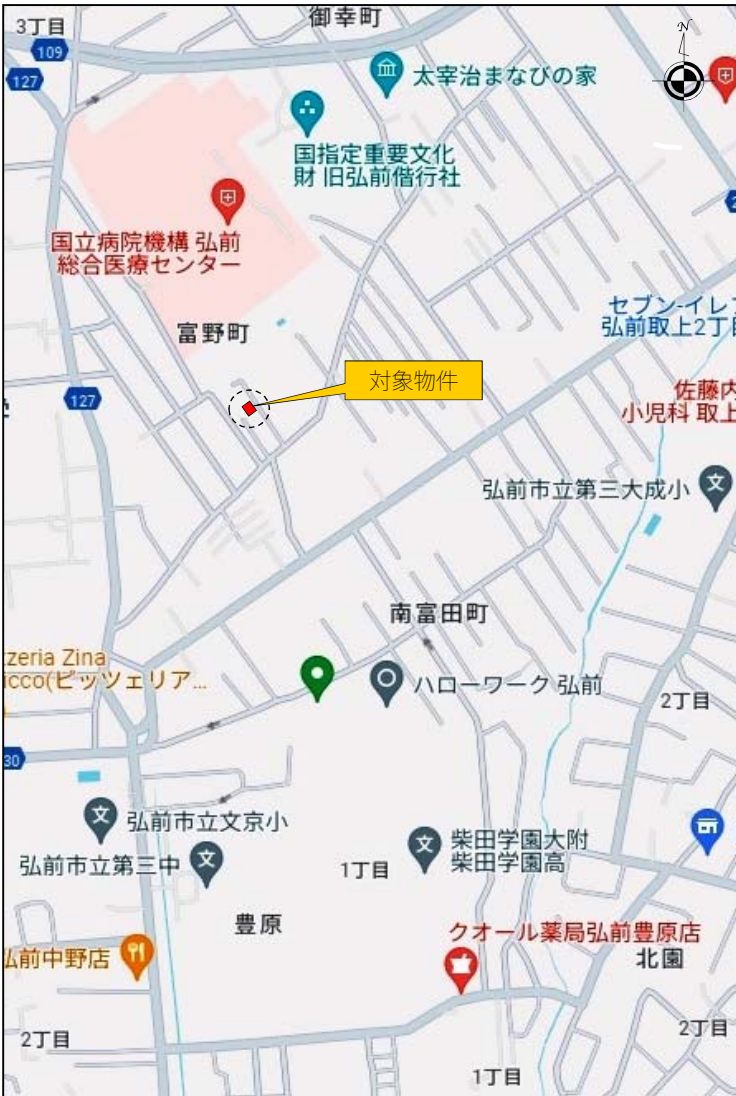 3丁目
御幸町
109
127
太宰治まなびの家
N
国指定重要文化
財 旧弘前偕行社
国立病院機構 弘前
総合医療センター
富野町
セブン-イレ
弘前取上2丁目
対象物件
127
佐藤内
小児科 取上
弘前市立第三大成小
南富田町
zzeria Zina
icco(ピッツェリア...
ハローワーク 弘前
2丁目
30
弘前市立文京小
弘前市立第三中
柴田学園大附
柴田学園高
1丁目
豊原
クオール薬局弘前豊原店
弘前中野店
北園
2丁目
2丁目
1丁目